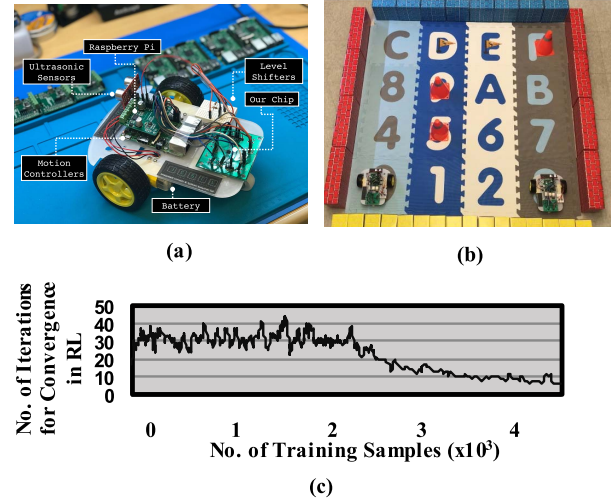 Raspberry Pi
Ultrasonic
Sensors
Level
Shifters
Our Chip
Motion
Controllers
Battery
(a)
C D E
8 A B
4 5 6 7
1 2
(b)
No. of Iterations
for Convergence
in RL
50
40
30
20
10
0
0 1 2 3 4
No. of Training Samples (x10³)
(c)